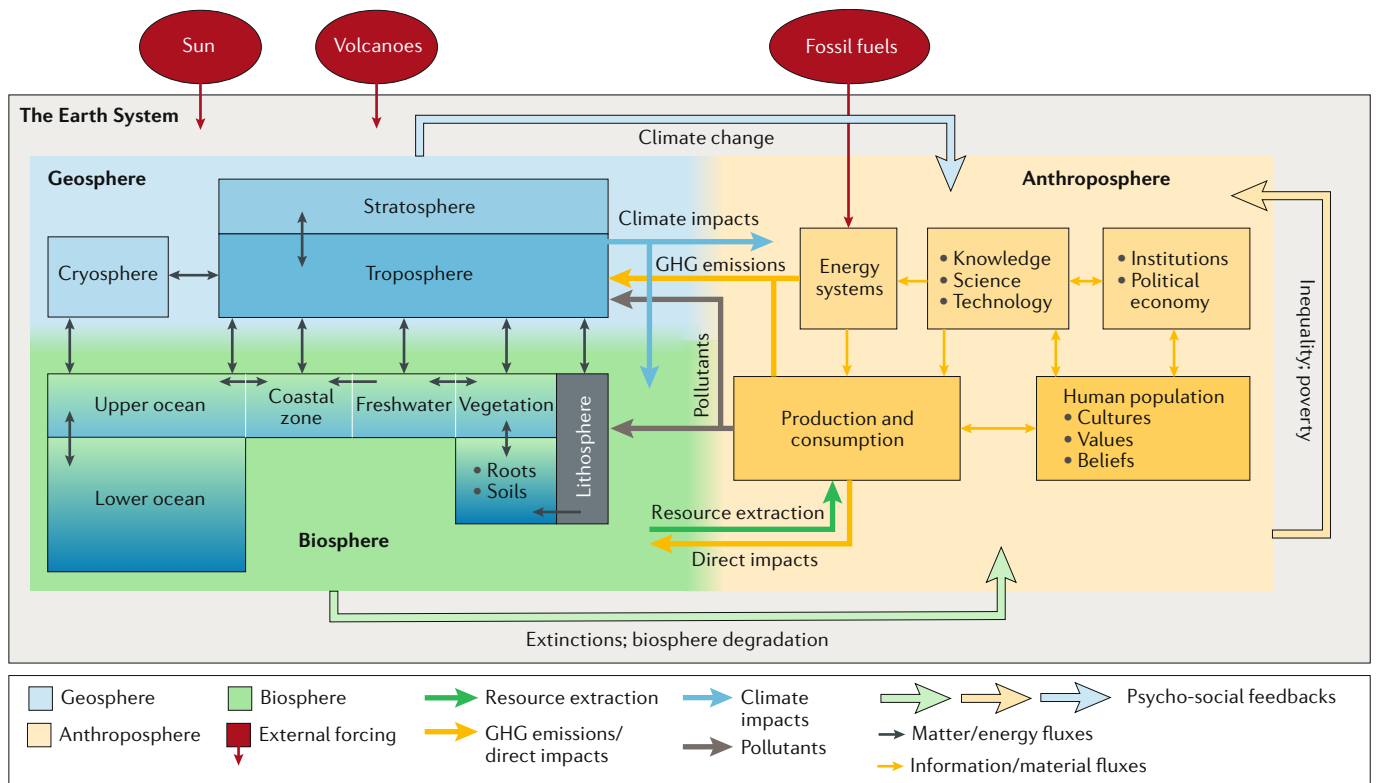 Sun
Volcanoes
Fossil fuels
The Earth System
Climate change
Geosphere
Anthroposphere
Stratosphere
Climate impacts
Cryosphere
Troposphere
GHG emissions
Energy
systems
• Knowledge
• Science
• Technology
• Institutions
• Political
economy
Inequality; poverty
Pollutants
Upper ocean
Coastal
zone
Freshwater
Vegetation
Lithosphere
Production and
consumption
Human population
• Cultures
• Values
• Beliefs
Lower ocean
• Roots
• Soils
Resource extraction
Biosphere
Direct impacts
Extinctions; biosphere degradation
Geosphere
Biosphere
Resource extraction
Climate
impacts
Psycho-social feedbacks
Anthroposphere
External forcing
GHG emissions/
direct impacts
Pollutants
Matter/energy fluxes
Information/material fluxes